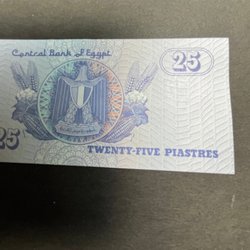 Central Bank of Egypt
25
25
TWENTY-FIVE PIASTRES